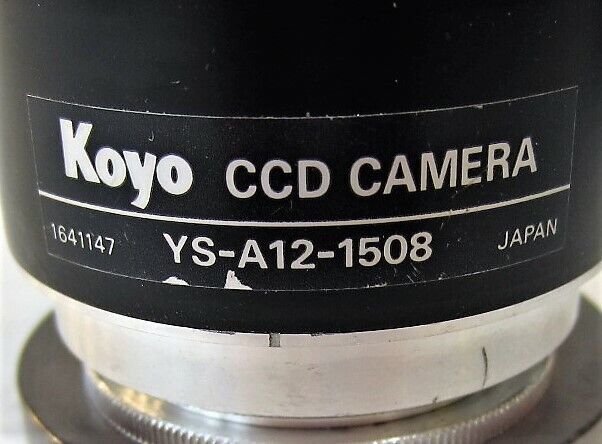 Koyo CCD CAMERA
1641147 YS-A12-1508 JAPAN